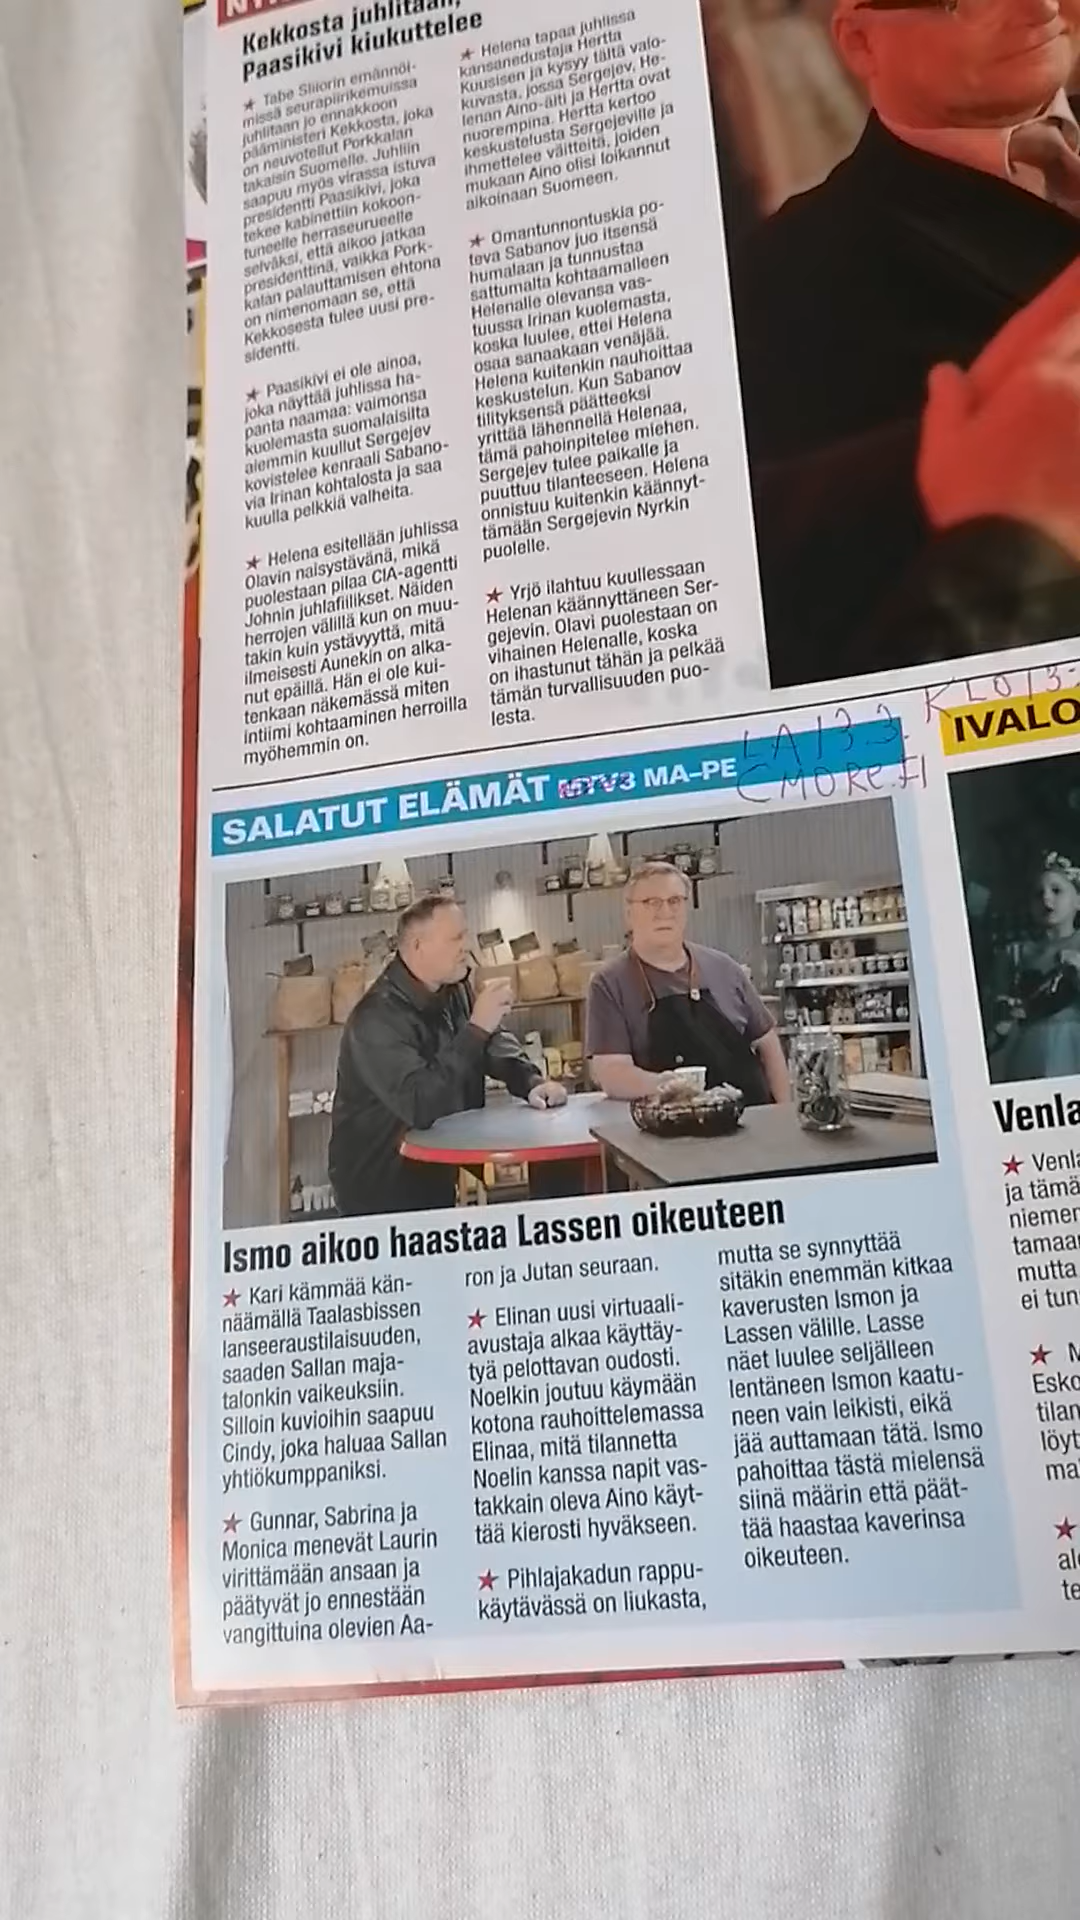 Kekkosta juhlitaan,
Paasikivi kiukuttelee
★ Tabe Sliiorin emännöi-
missä seurapiirikemuissa
juhlitaan jo ennakkoon
pääministeri Kekkosta, joka
on neuvotellut Porkkalan
takaisin Suomelle. Juhliin
saapuu myös virassa istuva
presidentti Paasikivi, joka
tekee kabinettiin kokoon-
tuneelle herraseurueelle
selväksi, että aikoo jatkaa
presidenttinä, vaikka Pork-
kalan palauttamisen ehtona
on nimenomaan se, että
Kekkosesta tulee uusi pre-
sidentti.
★ Paasikivi ei ole ainoa,
joka näyttää juhlissa ha-
panta naamaa: vaimonsa
kuolemasta suomalaisilta
aiemmin kuullut Sergejev
kovistelee kenraali Sabano-
via Irinan kohtalosta ja saa
kuulla pelkkiä valheita.
★ Helena esitellään juhlissa
Olavin naisystävänä, mikä
puolestaan pilaa CIA-agentti
Johnin juhlafiilikset. Näiden
herrojen välillä kun on muu-
takin kuin ystävyyttä, mitä
ilmeisesti Aunekin on alka-
nut epäillä. Hän ei ole kui-
tenkaan näkemässä miten
intiimi kohtaaminen herroilla
myöhemmin on.
★ Helena tapaa juhlissa
kansanedustaja Hertta
Kuusisen ja kysyy tältä valo-
kuvasta, jossa Sergejev, He-
lenan Aino-äiti ja Hertta ovat
nuorempina. Hertta kertoo
keskustelusta Sergejeville ja
ihmettelee väitteitä, joiden
mukaan Aino olisi loikannut
aikoinaan Suomeen.
★ Omantunnontuskia po-
teva Sabanov juo itsensä
humalaan ja tunnustaa
sattumalta kohtaamalleen
Helenalle olevansa vas-
tuussa Irinan kuolemasta,
koska luulee, ettei Helena
osaa sanaakaan venäjää.
Helena kuitenkin nauhoittaa
keskustelun. Kun Sabanov
tilityksensä päätteeksi
yrittää lähennellä Helenaa,
tämä pahoinpitelee miehen.
Sergejev tulee paikalle ja
puuttuu tilanteeseen. Helena
onnistuu kuitenkin käännyt-
tämään Sergejevin Nyrkin
puolelle.
★ Yrjö ilahtuu kuullessaan
Helenan käännyttäneen Ser-
gejevin. Olavi puolestaan on
vihainen Helenalle, koska
on ihastunut tähän ja pelkää
tämän turvallisuuden puo-
lesta.
SALATUT ELÄMÄT MTV3 MA–PE
LA 13.3.
CMORE.FI
KLO 13-
IVALO
Ismo aikoo haastaa Lassen oikeuteen
★ Kari kämmää kän-
näämällä Taalasbissen
lanseeraustilaisuuden,
saaden Sallan maja-
talonkin vaikeuksiin.
Silloin kuvioihin saapuu
Cindy, joka haluaa Sallan
yhtiökumppaniksi.
★ Gunnar, Sabrina ja
Monica menevät Laurin
virittämään ansaan ja
päätyvät jo ennestään
vangittuina olevien Aa-
ron ja Jutan seuraan.
★ Elinan uusi virtuaali-
avustaja alkaa käyttäy-
tyä pelottavan oudosti.
Noelkin joutuu käymään
kotona rauhoittelemassa
Elinaa, mitä tilannetta
Noelin kanssa napit vas-
takkain oleva Aino käyt-
tää kierosti hyväkseen.
★ Pihlajakadun rappu-
käytävässä on liukasta,
mutta se synnyttää
sitäkin enemmän kitkaa
kaverusten Ismon ja
Lassen välille. Lasse
näet luulee seljälleen
lentäneen Ismon kaatu-
neen vain leikisti, eikä
jää auttamaan tätä. Ismo
pahoittaa tästä mielensä
siinä määrin että päät-
tää haastaa kaverinsa
oikeuteen.
Venla
★ Venla
ja tämä
niemen
tamaan
mutta
ei tun
★ M
Esko
tilan
löyt
ma
★
ale
te